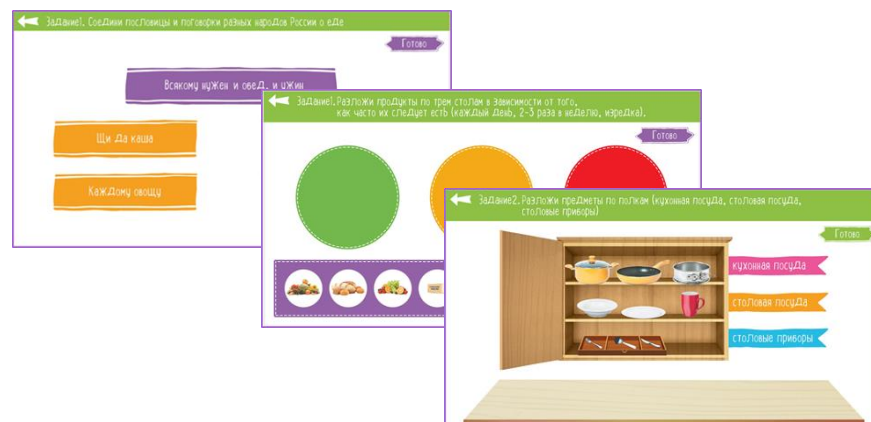 Задание1. Соедини пословицы и поговорки разных народов России о еде
Готово
Всякому нужен и обед, и ужин
Щи да каша
Каждому овощу
Задание1. Разложи продукты по трем столам в зависимости от того,
как часто их следует есть (каждый день, 2-3 раза в неделю, изредка).
Готово
Задание2. Разложи предметы по полкам (кухонная посуда, столовая посуда,
столовые приборы)
Готово
кухонная посуда
столовая посуда
столовые приборы